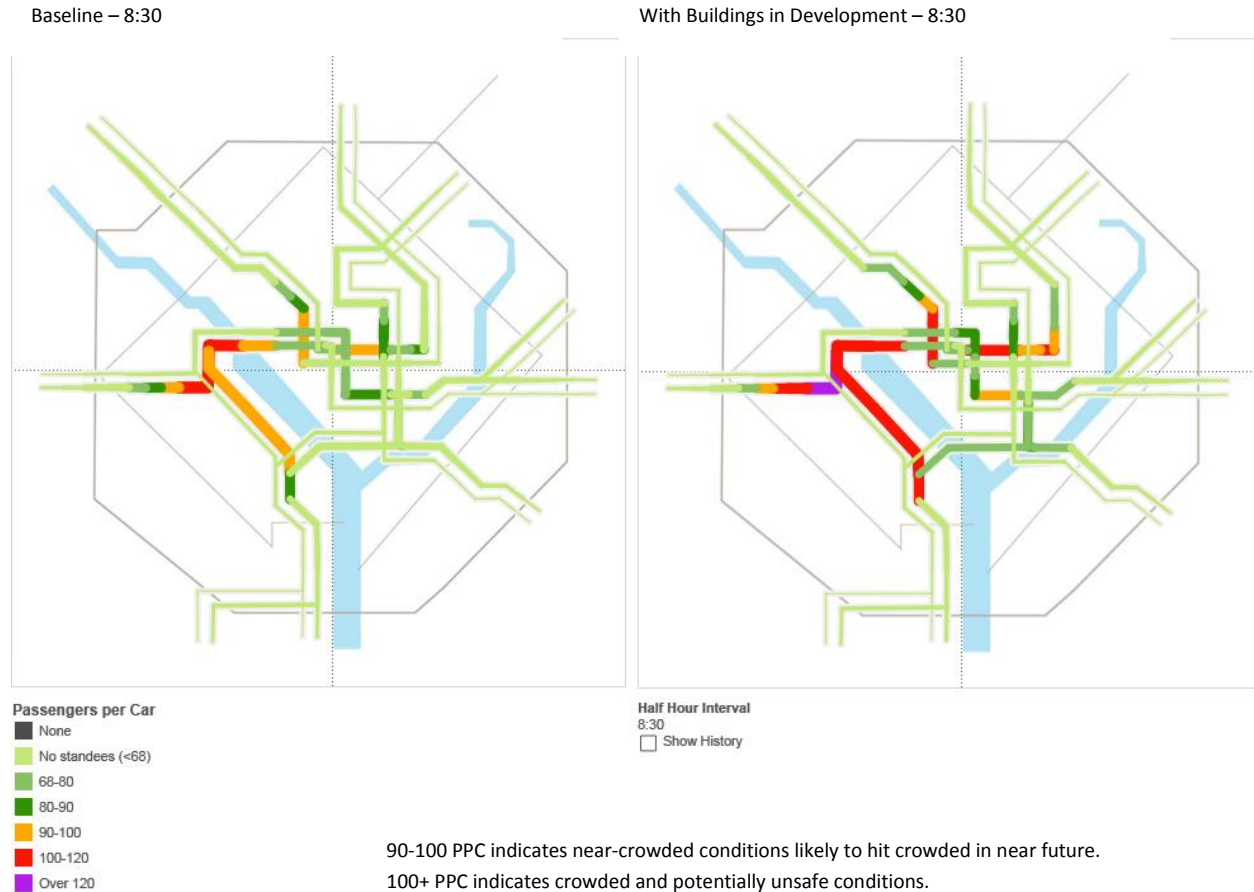 Baseline – 8:30
With Buildings in Development – 8:30
Passengers per Car
None
No standees (<68)
68-80
80-90
90-100
100-120
Over 120
Half Hour Interval
8:30
Show History
90-100 PPC indicates near-crowded conditions likely to hit crowded in near future.
100+ PPC indicates crowded and potentially unsafe conditions.